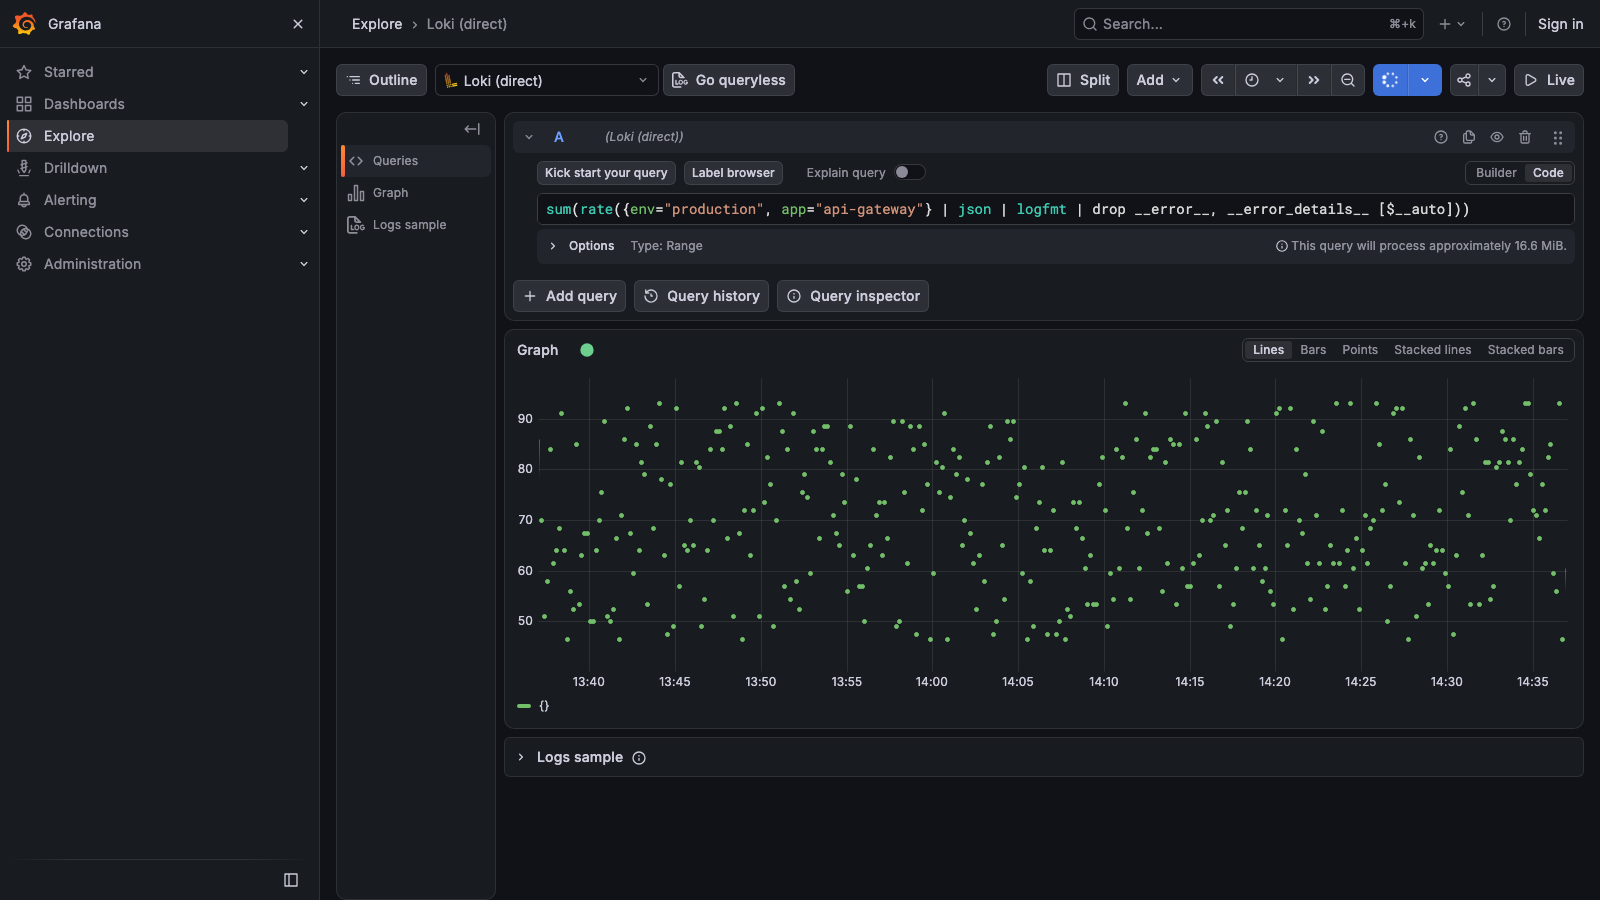 Grafana
Explore › Loki (direct)
Search... ⌘+k
Sign in
Starred
Dashboards
Explore
Drilldown
Alerting
Connections
Administration
Outline
Loki (direct)
Go queryless
Split
Add
Live
Queries
Graph
Logs sample
A (Loki (direct))
Kick start your query
Label browser
Explain query
Builder
Code
sum(rate({env="production", app="api-gateway"} | json | logfmt | drop __error__, __error_details__ [$__auto]))
Options Type: Range
This query will process approximately 16.6 MiB.
Add query
Query history
Query inspector
Graph
Lines Bars Points Stacked lines Stacked bars
90
80
70
60
50
13:40 13:45 13:50 13:55 14:00 14:05 14:10 14:15 14:20 14:25 14:30 14:35
{}
Logs sample